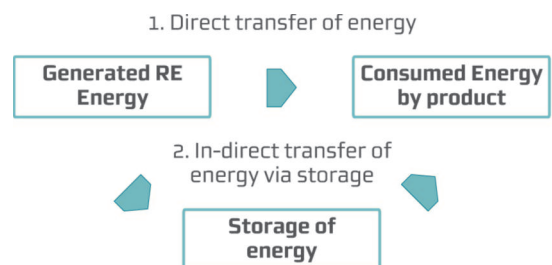 1. Direct transfer of energy
Generated RE
Energy
Consumed Energy
by product
2. In-direct transfer of
energy via storage
Storage of
energy